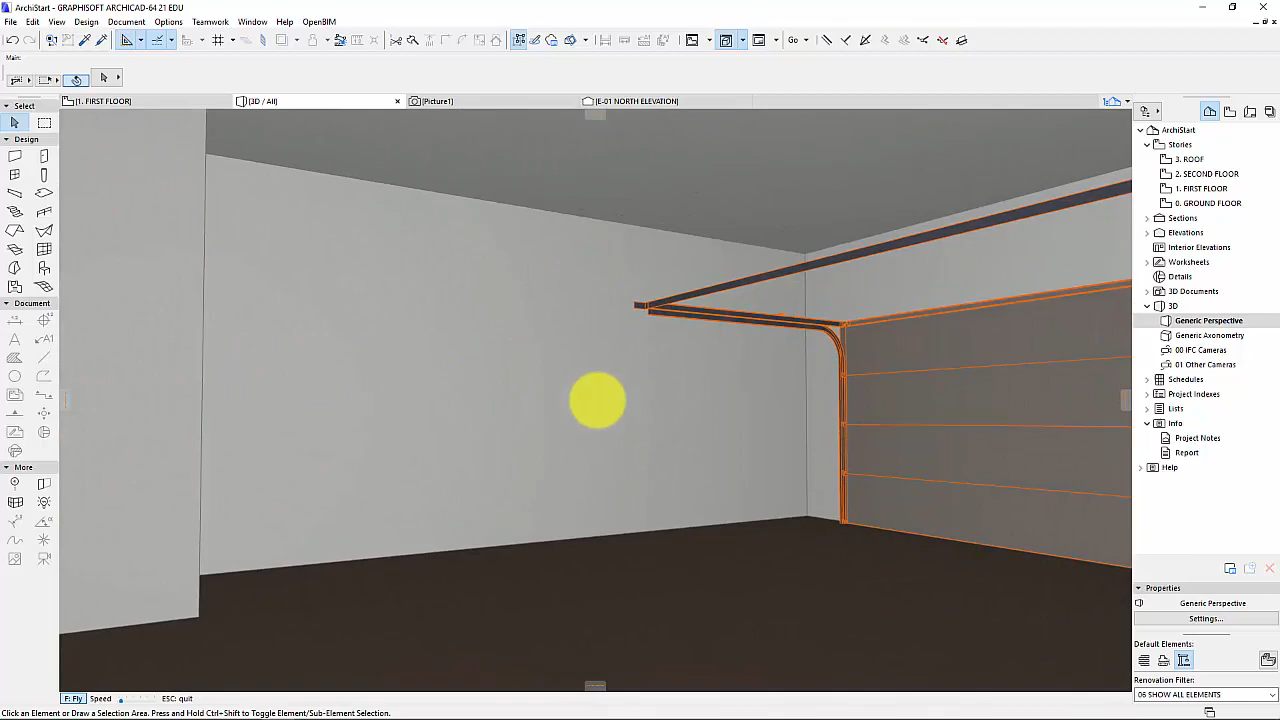 ArchiStart - GRAPHISOFT ARCHICAD-64 21 EDU
File Edit View Design Document Options Teamwork Window Help OpenBIM
Go
Main:
Select
[1. FIRST FLOOR]
[3D / All]
[Picture1]
[E-01 NORTH ELEVATION]
Design
Document
More
ArchiStart
Stories
3. ROOF
2. SECOND FLOOR
1. FIRST FLOOR
0. GROUND FLOOR
Sections
Elevations
Interior Elevations
Worksheets
Details
3D Documents
3D
Generic Perspective
Generic Axonometry
00 IFC Cameras
01 Other Cameras
Schedules
Project Indexes
Lists
Info
Project Notes
Report
Help
Properties
Generic Perspective
Settings...
Default Elements:
Renovation Filter:
06 SHOW ALL ELEMENTS
F: Fly Speed ESC: quit
Click an Element or Draw a Selection Area. Press and Hold Ctrl+Shift to Toggle Element/Sub-Element Selection.